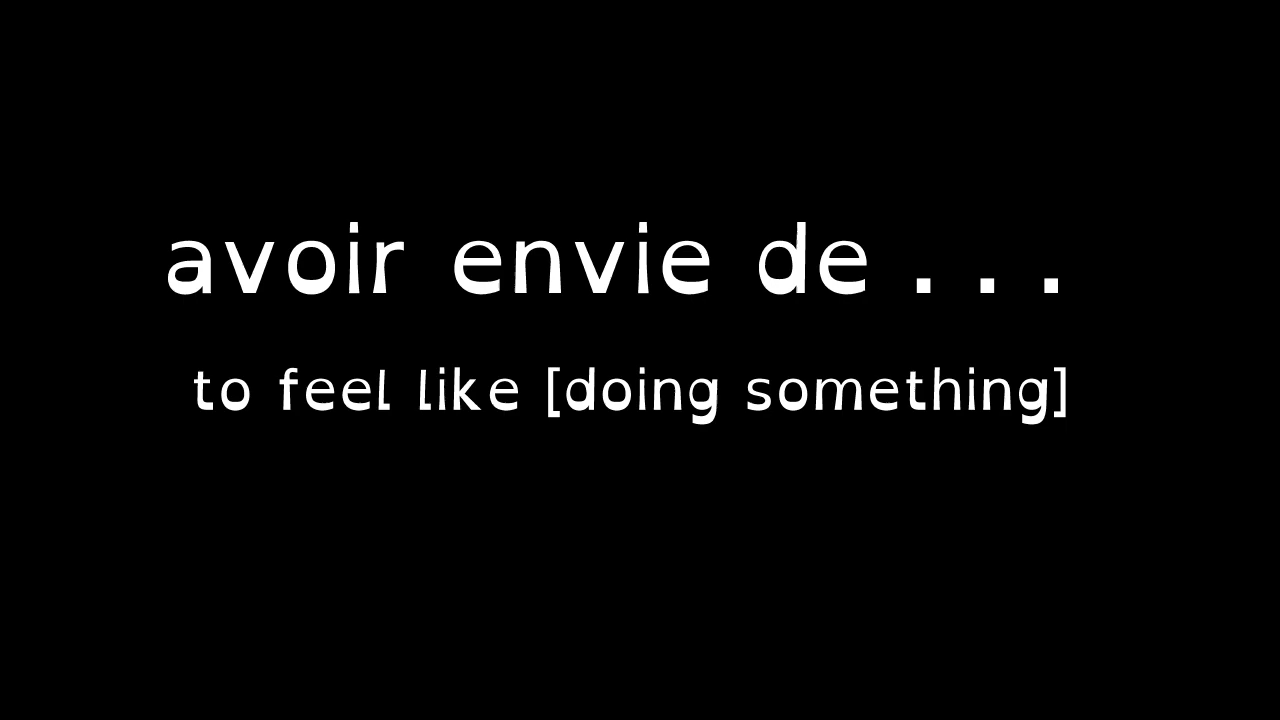 avoir envie de . . .
to feel like [doing something]